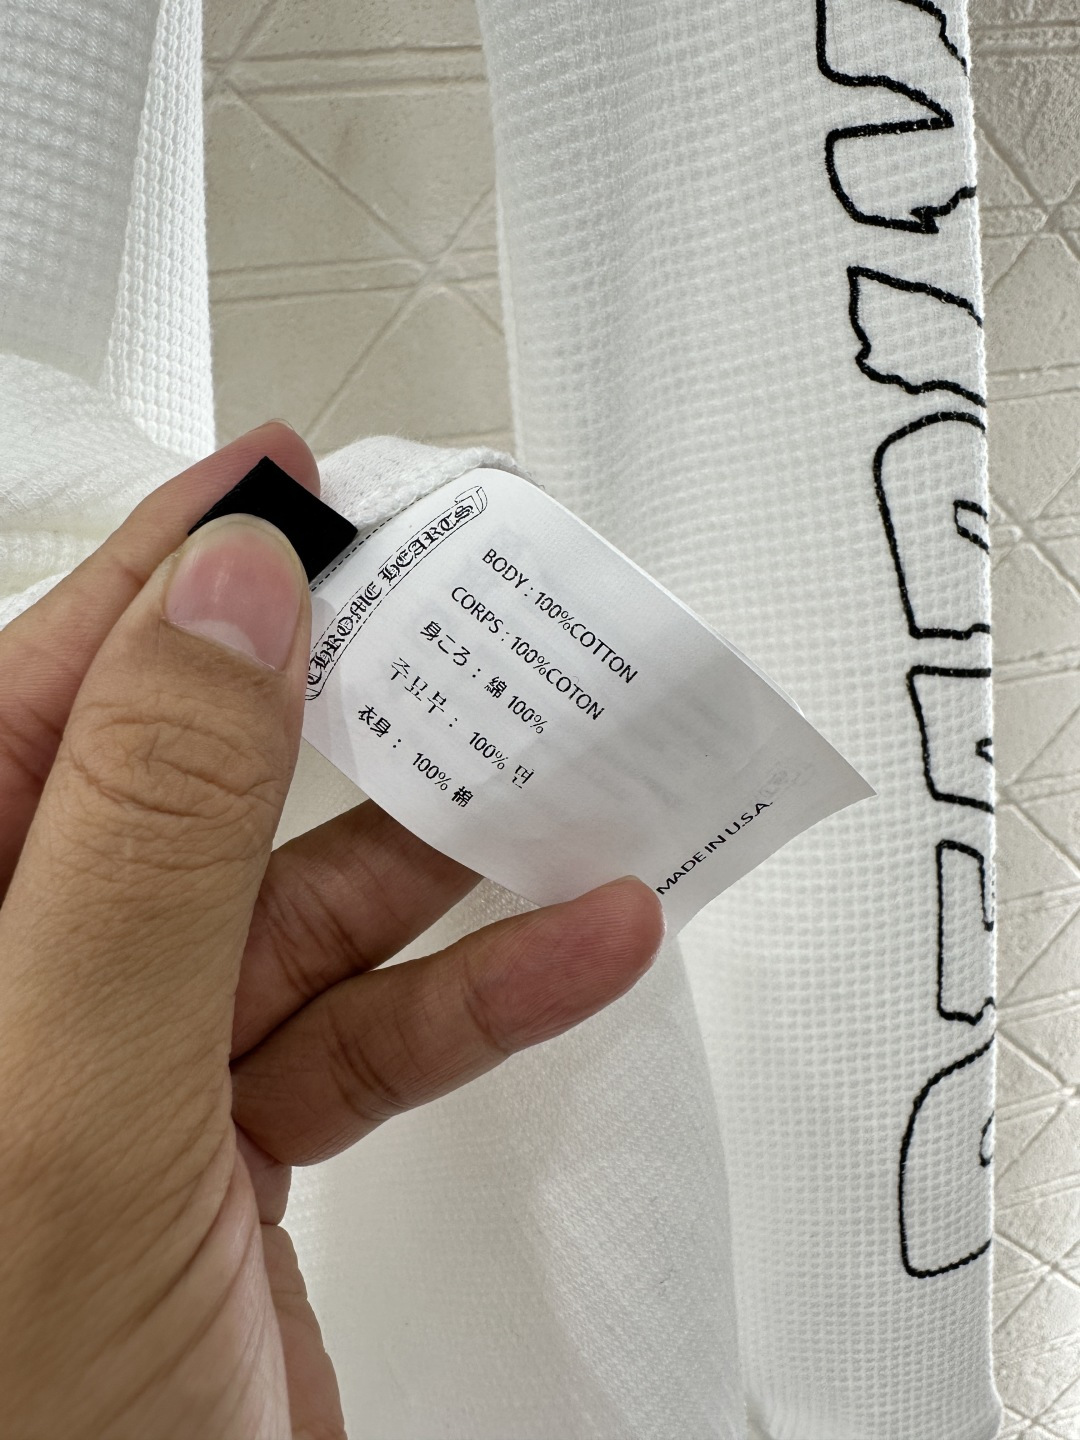 CHROME HEARTS
BODY : 100%COTTON
CORPS : 100%COTON
身ごろ : 綿 100%
주묘부 : 100% 면
衣身 : 100% 棉
MADE IN U.S.A.